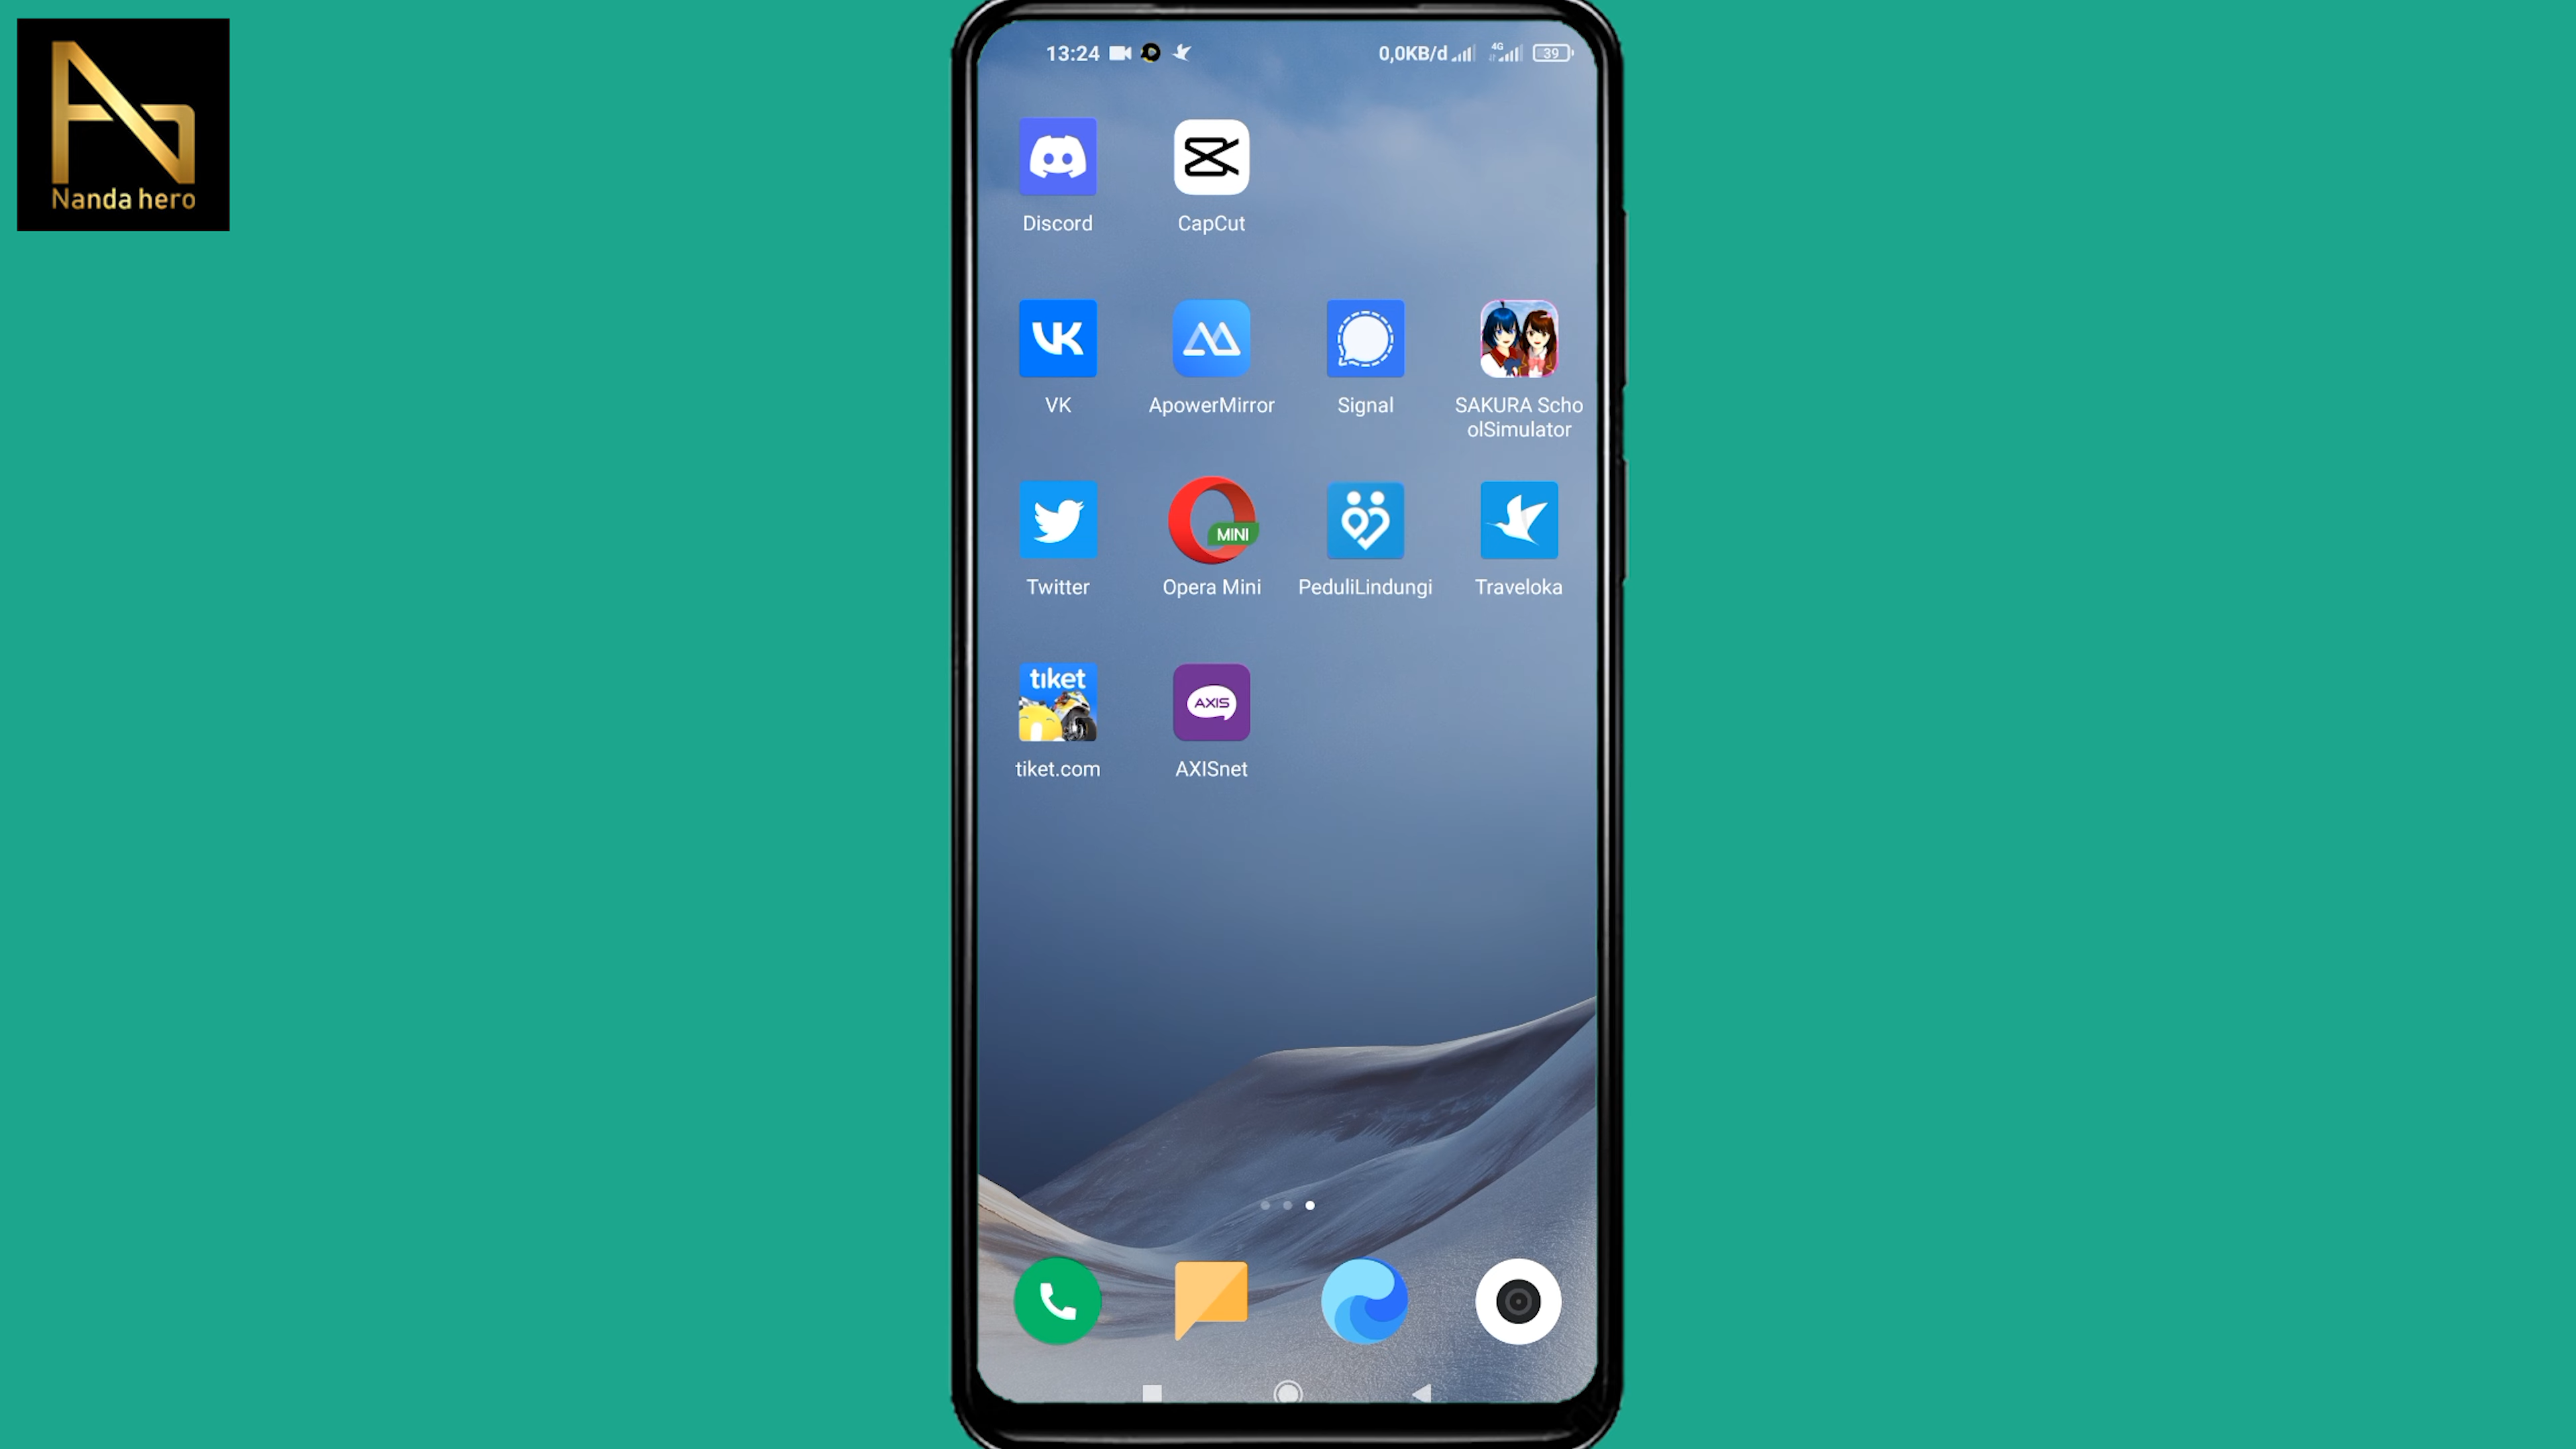 Nanda hero
13:24
0,0KB/d
4G
39
Discord
CapCut
VK
ApowerMirror
Signal
SAKURA Scho
olSimulator
MINI
Twitter
Opera Mini
PeduliLindungi
Traveloka
tiket
AXIS
tiket.com
AXISnet